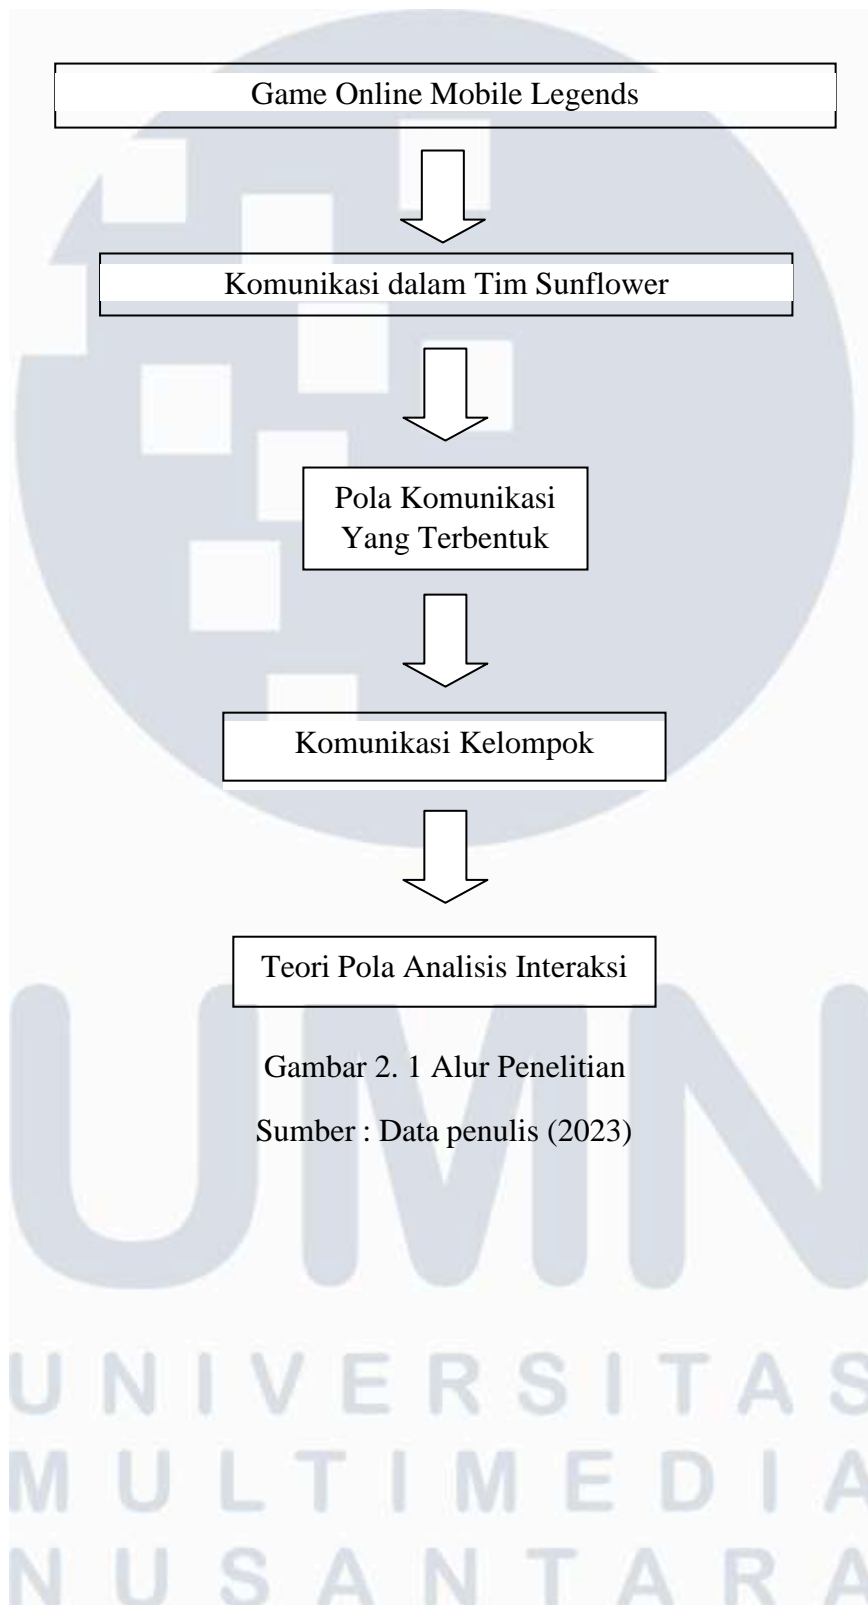 Game Online Mobile Legends
Komunikasi dalam Tim Sunflower
Pola Komunikasi
Yang Terbentuk
Komunikasi Kelompok
Teori Pola Analisis Interaksi
Gambar 2. 1 Alur Penelitian
Sumber : Data penulis (2023)
UMN
UNIVERSITAS
MULTIMEDIA
NUSANTARA